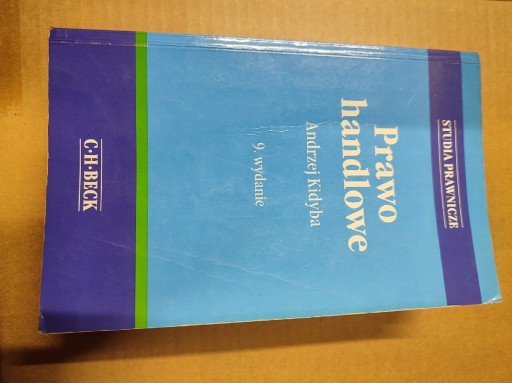 STUDIA PRAWNICZE
Prawo
handlowe
Andrzej Kidyba
9. wydanie
C·H·BECK